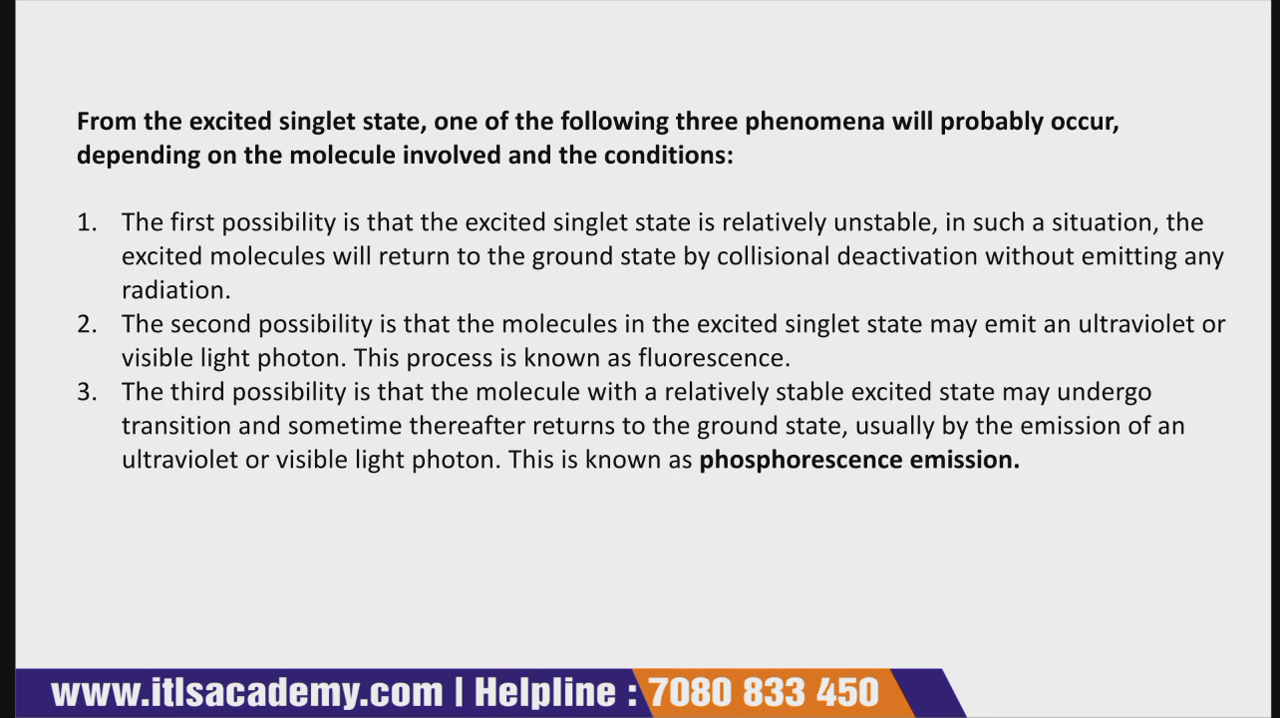 From the excited singlet state, one of the following three phenomena will probably occur,
depending on the molecule involved and the conditions:
1. The first possibility is that the excited singlet state is relatively unstable, in such a situation, the
excited molecules will return to the ground state by collisional deactivation without emitting any
radiation.
2. The second possibility is that the molecules in the excited singlet state may emit an ultraviolet or
visible light photon. This process is known as fluorescence.
3. The third possibility is that the molecule with a relatively stable excited state may undergo
transition and sometime thereafter returns to the ground state, usually by the emission of an
ultraviolet or visible light photon. This is known as phosphorescence emission.
www.itlsacademy.com | Helpline : 7080 833 450